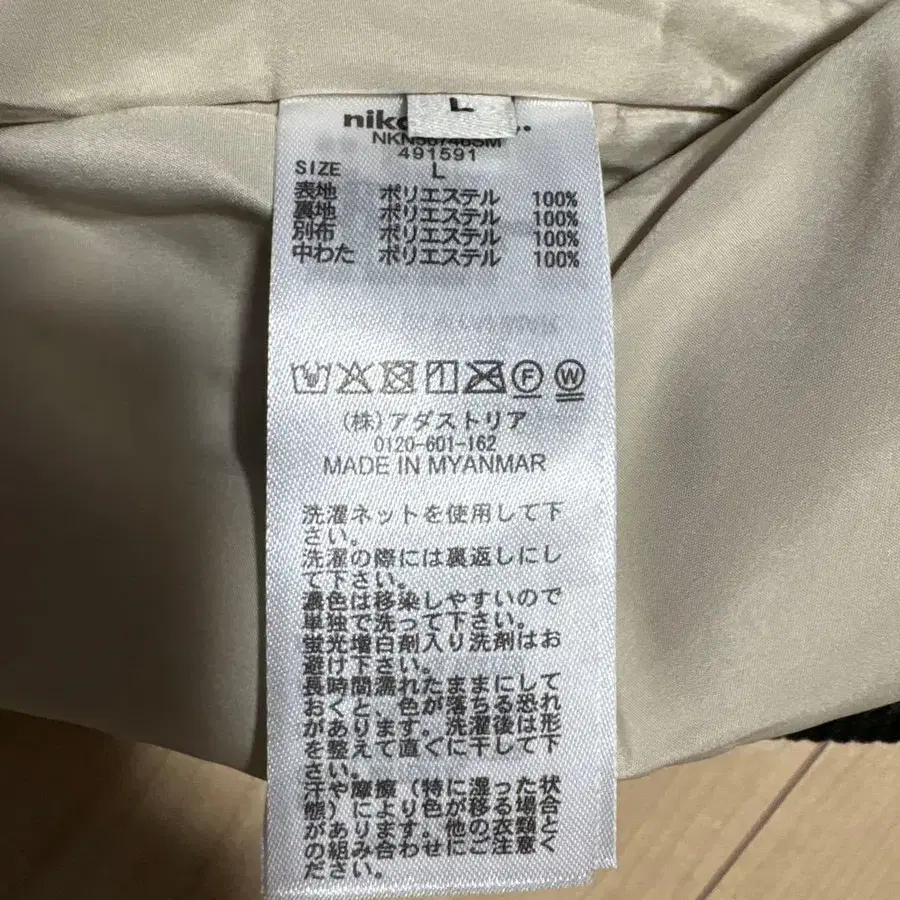 L
491591
SIZE L
表地 ポリエステル 100%
裏地 ポリエステル 100%
別布 ポリエステル 100%
中わた ポリエステル 100%
F W
(株)アダストリア
0120-601-162
MADE IN MYANMAR
洗濯ネットを使用して下
さい。
洗濯の際には裏返しにし
て下さい。
濃色は移染しやすいので
単独で洗って下さい。
蛍光増白剤入り洗剤はお
避け下さい。
長時間濡れたままにして
おくと、色が落ちる恐れ
があります。洗濯後は形
を整えて直ぐに干して下
さい。
汗や摩擦(特に湿った状
態)により色が移る場合
がありますので、他の衣類と
の組み合わせにご注意く
ださい。